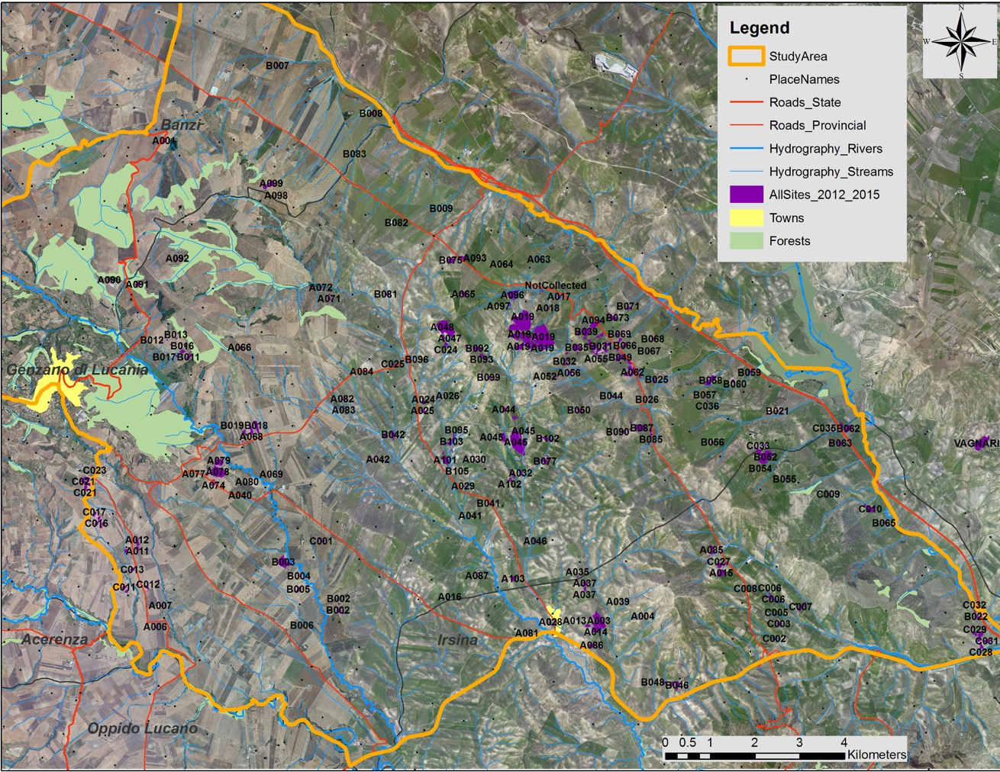 Legend
StudyArea
PlaceNames
Roads_State
Roads_Provincial
Hydrography_Rivers
Hydrography_Streams
AllSites_2012_2015
Towns
Forests
N
W E
S
B007
B008
Banzi
A001
B083
A099
A098
B009
B082
A092
B075 A093
A064
A063
A090
A091
A072
A071
B081
A065
NotCollected
A096
A017
A097
A018
B071
B073
A094
A019
A048
A047
C024
A019
A019
A019
A019
B039
B069
B068
B035
B031
B066
B067
B012
B013
B016
B017
B011
A066
B092
B093
B096
C025
B032
A055
B049
Genzano di Lucania
A084
B099
A052
A056
A062
B025
B058
B059
B060
A082
A083
A024
A026
A025
B044
B026
B057
C036
A044
B050
B021
B019
B018
A068
B042
B095
B103
A045
A045
A045
B102
B090
B087
B085
B056
C035
B062
B063
C033
B052
B054
VAGNARI
A079
A078
A077
A074
A080
A069
A040
A042
A101
A030
B105
B077
A032
A102
A029
B055
C009
C023
C021
C021
C017
C016
B041
A041
C010
B065
A012
A011
C001
A046
A085
C027
A015
C013
B003
B004
B005
A087
A103
A035
A037
A037
C011
C012
A016
C008
C006
C006
A007
B002
B002
A039
C007
C005
C003
C032
B022
A006
B006
A028
A013
A003
A004
A014
A081
A086
C002
C029
C031
C028
Acerenza
Irsina
B048
B046
Oppido Lucano
0 0.5 1 2 3 4
Kilometers